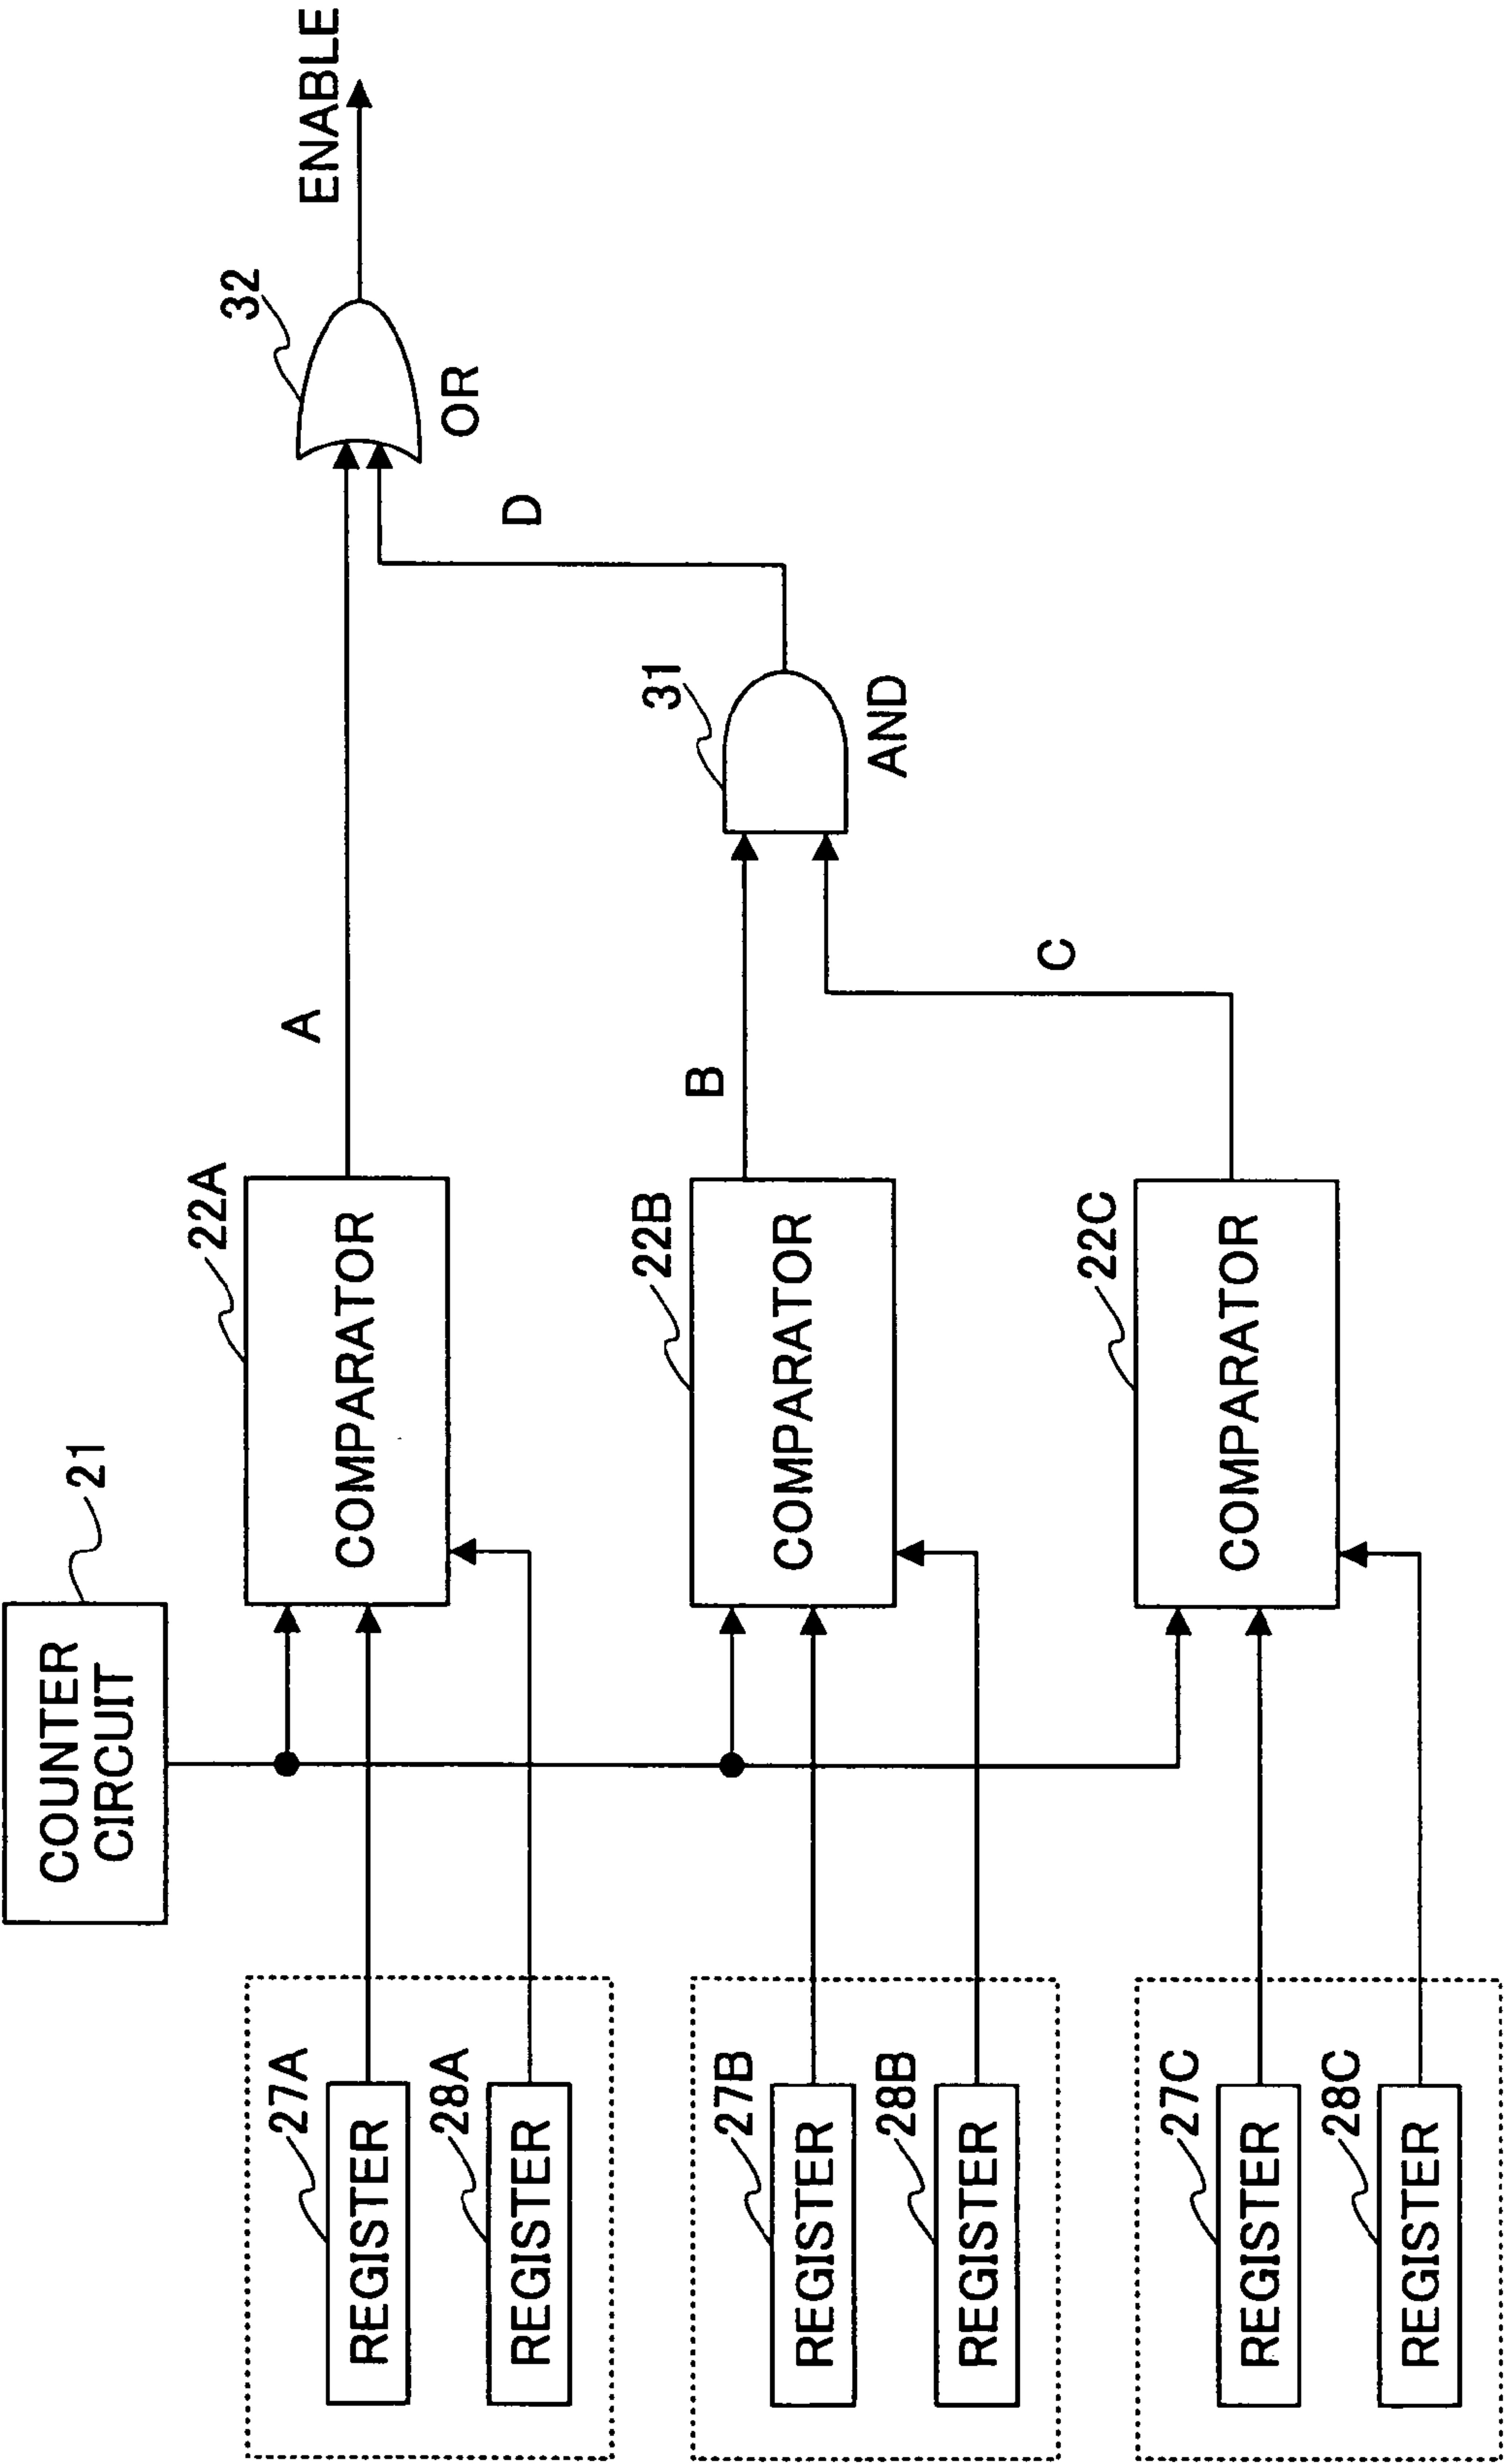 COUNTER
CIRCUIT
21
27A
REGISTER
28A
REGISTER
22A
COMPARATOR
A
32
OR
ENABLE
27B
REGISTER
28B
REGISTER
22B
COMPARATOR
B
31
AND
D
27C
REGISTER
28C
REGISTER
22C
COMPARATOR
C